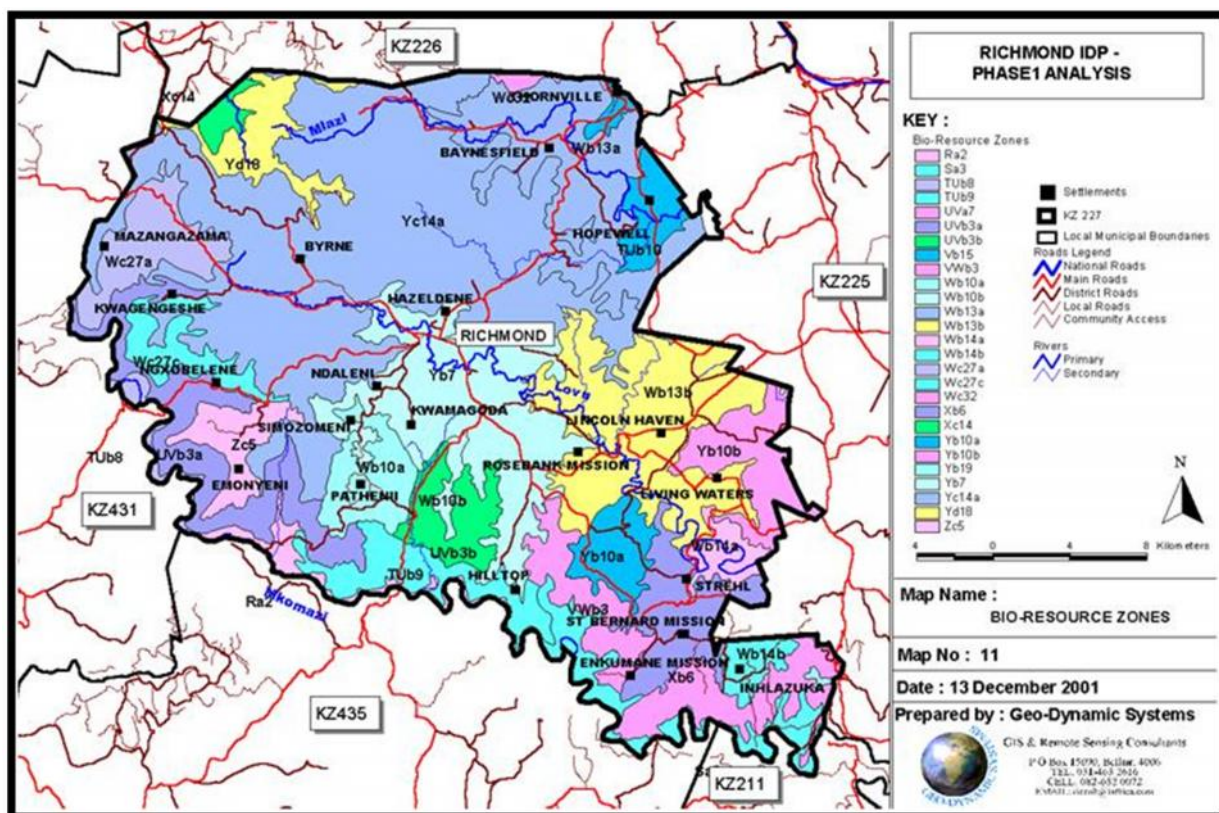 KZ226
Xc14
Wc32
THORNVILLE
Mlazi
BAYNESFIELD
Wb13a
Yd18
Yc14a
MAZANGAZAMA
BYRNE
HOPEWELL
TUb10
Wc27a
KZ225
KWAGENGESHE
HAZELDENE
RICHMOND
Wc27c
NDALENI
Yb7
Lovu
Wb13b
KWAMAGODA
LINCOLN HAVEN
SIMOZOMENI
Zc5
TUb8
UVb3a
Yb10b
ROSEBANK MISSION
Wb10a
EMONYENI
PATHENII
Wb10b
KZ431
UVb3b
Yb10a
Wb14a
TUb9
HILLTOP
STREHL
Ra2
Mkomazi
VWb3
ST BERNARD MISSION
ENKUMANE MISSION
Wb14b
Xb6
INHLAZUKA
KZ435
KZ211
RICHMOND IDP -
PHASE1 ANALYSIS
KEY :
Bio-Resource Zones
Ra2
Sa3
TUb8
TUb9
UVa7
UVb3a
UVb3b
Vb15
VWb3
Wb10a
Wb10b
Wb13a
Wb13b
Wb14a
Wb14b
Wc27a
Wc27c
Wc32
Xb6
Xc14
Yb10a
Yb10b
Yb19
Yb7
Yc14a
Yd18
Zc5
Settlements
KZ 227
Local Municipal Boundaries
Roads Legend
National Roads
Main Roads
District Roads
Local Roads
Community Access
Rivers
Primary
Secondary
N
4 0 4 8 Kilometers
Map Name :
BIO-RESOURCE ZONES
Map No : 11
Date : 13 December 2001
Prepared by : Geo-Dynamic Systems
GIS & Remote Sensing Consultants
GEO-DYNAMIC SYSTEMS